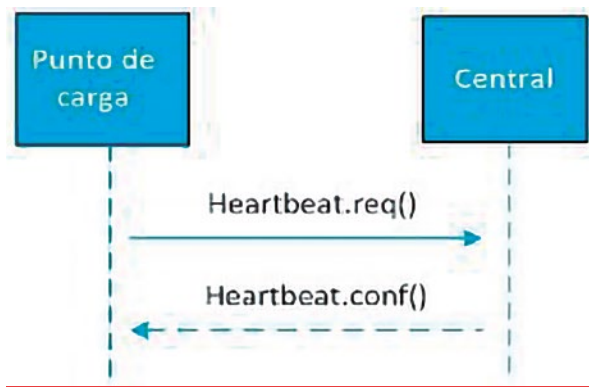 Punto de
carga
Central
Heartbeat.req()
Heartbeat.conf()